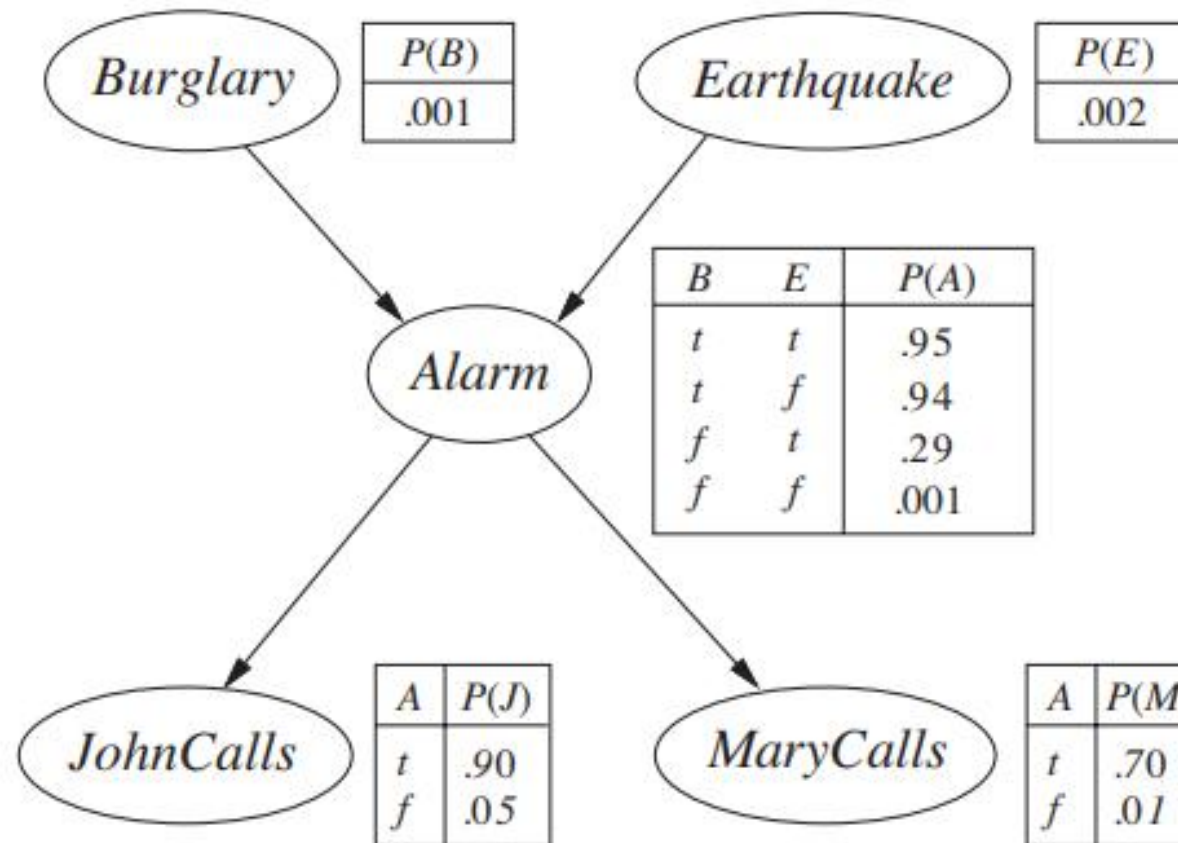 Burglary
P(B)
.001
Earthquake
P(E)
.002
B E P(A)
t t .95
t f .94
f t .29
f f .001
Alarm
JohnCalls
A P(J)
t .90
f .05
MaryCalls
A P(M
t .70
f .01